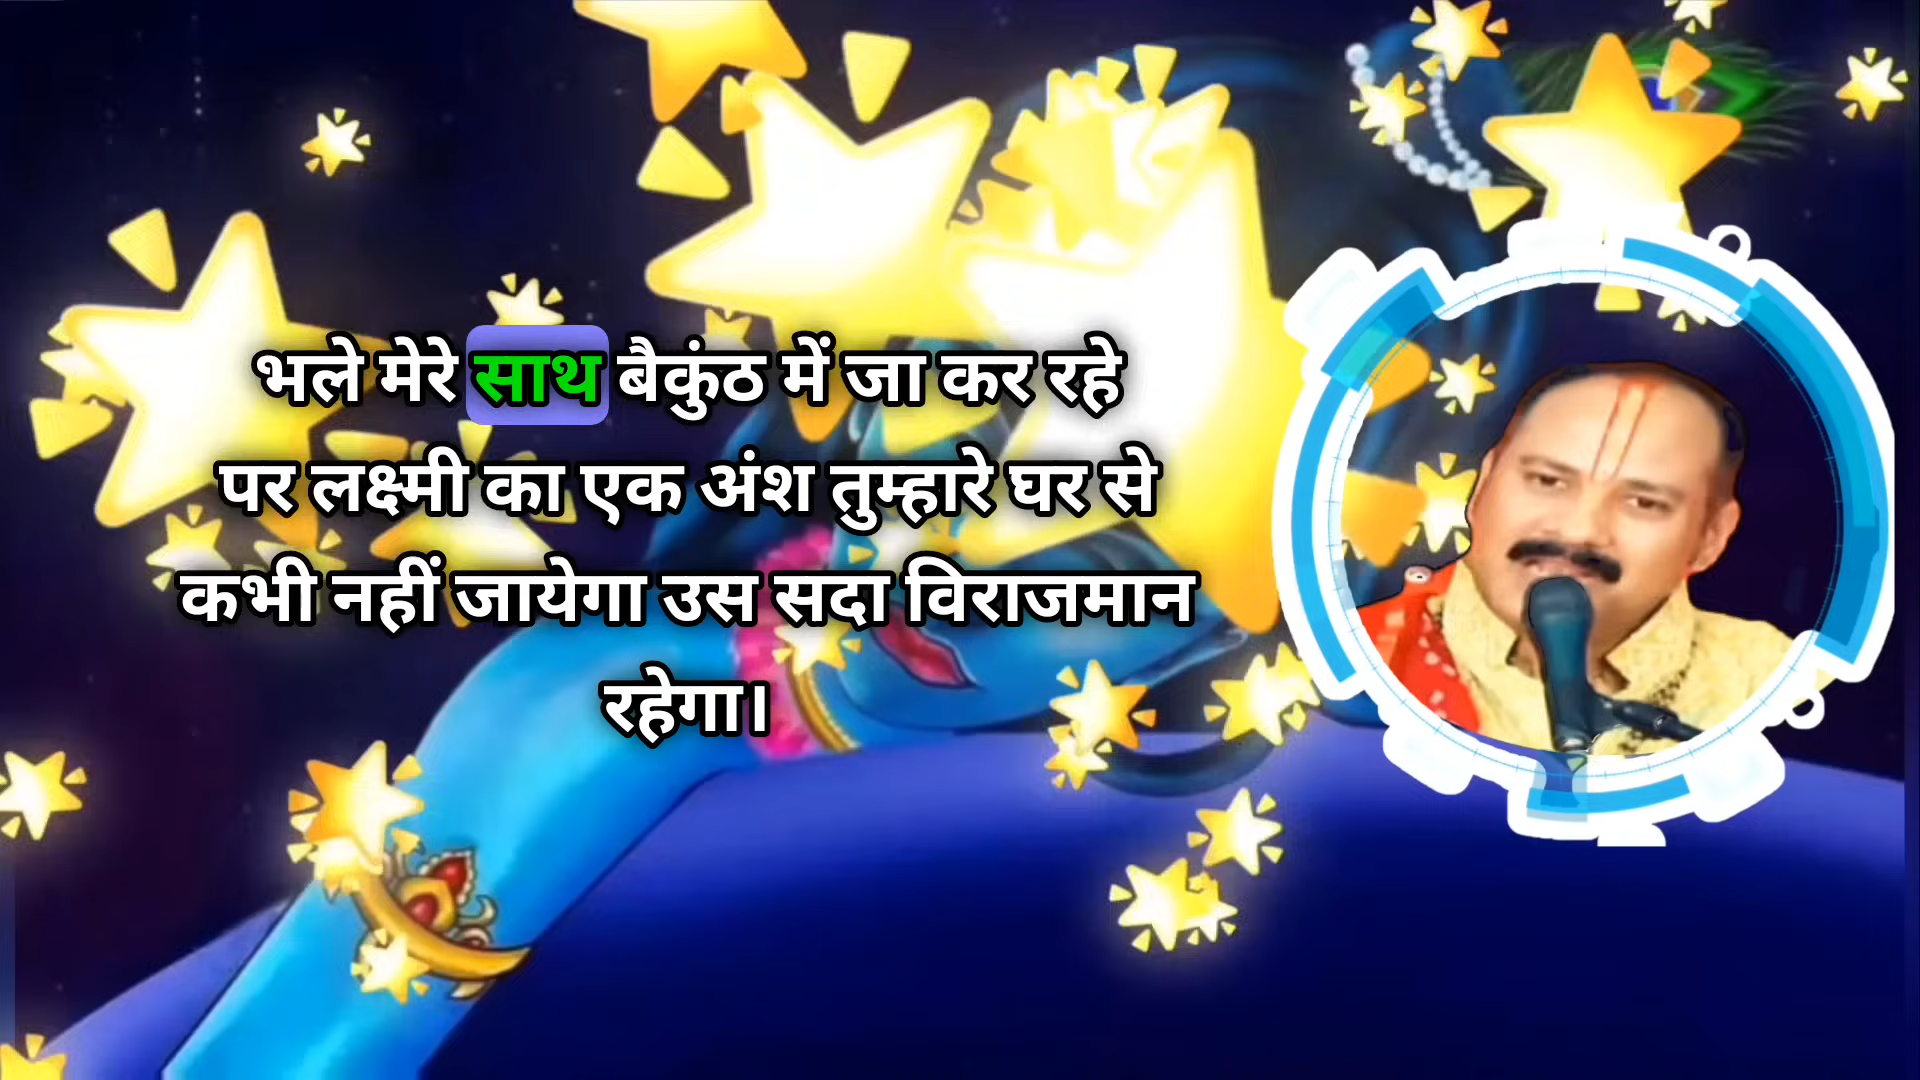 भले मेरे साथ बैकुंठ में जा कर रहे
पर लक्ष्मी का एक अंश तुम्हारे घर से
कभी नहीं जायेगा उस सदा विराजमान
रहेगा।